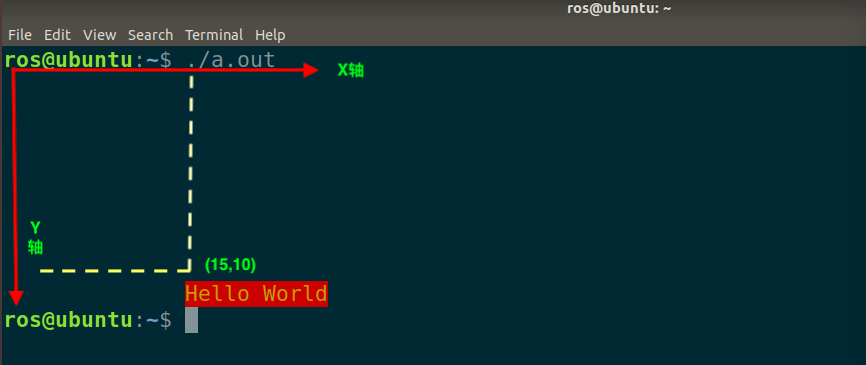 ros@ubuntu: ~
File Edit View Search Terminal Help
ros@ubuntu:~$ ./a.out
X轴
Y
轴
(15,10)
Hello World
ros@ubuntu:~$